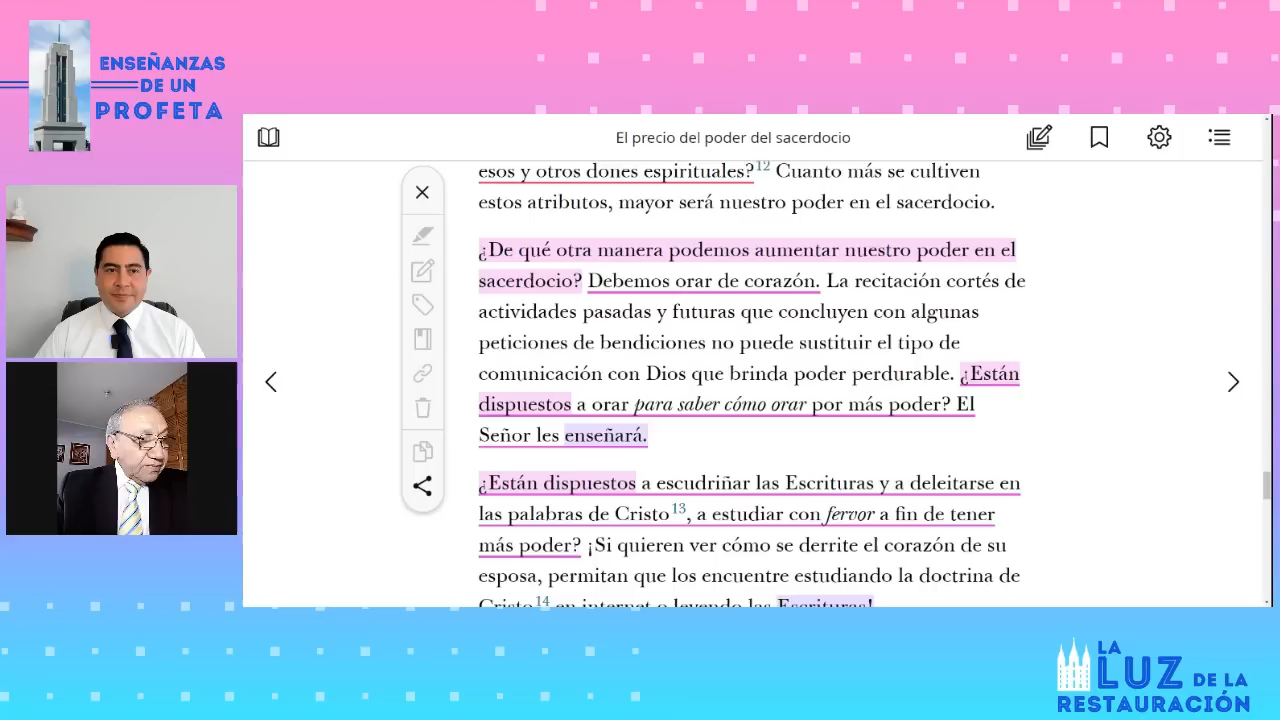 ENSEÑANZAS
DE UN
PROFETA
El precio del poder del sacerdocio
esos y otros dones espirituales?12 Cuanto más se cultiven
estos atributos, mayor será nuestro poder en el sacerdocio.
¿De qué otra manera podemos aumentar nuestro poder en el
sacerdocio? Debemos orar de corazón. La recitación cortés de
actividades pasadas y futuras que concluyen con algunas
peticiones de bendiciones no puede sustituir el tipo de
comunicación con Dios que brinda poder perdurable. ¿Están
dispuestos a orar para saber cómo orar por más poder? El
Señor les enseñará.
¿Están dispuestos a escudriñar las Escrituras y a deleitarse en
las palabras de Cristo13, a estudiar con fervor a fin de tener
más poder? ¡Si quieren ver cómo se derrite el corazón de su
esposa, permitan que los encuentre estudiando la doctrina de
Cristo14 en internet o leyendo las Escrituras!
LA
LUZ DE LA
RESTAURACIÓN